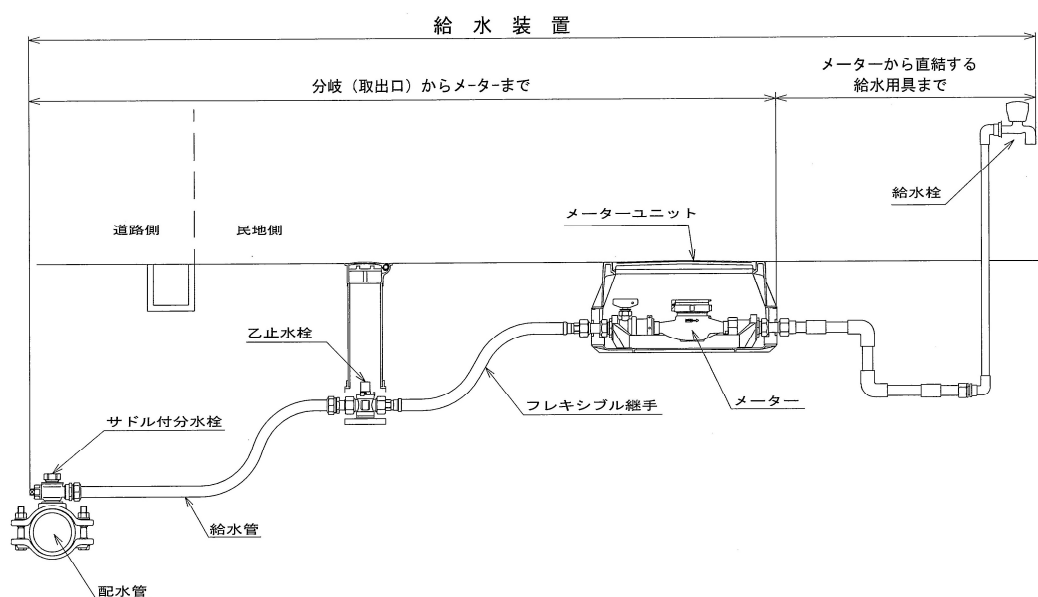 給水装置
メーターから直結する
給水用具まで
分岐（取出口）からメーターまで
給水栓
メーターユニット
道路側
民地側
乙止水栓
フレキシブル継手
メーター
サドル付分水栓
給水管
配水管